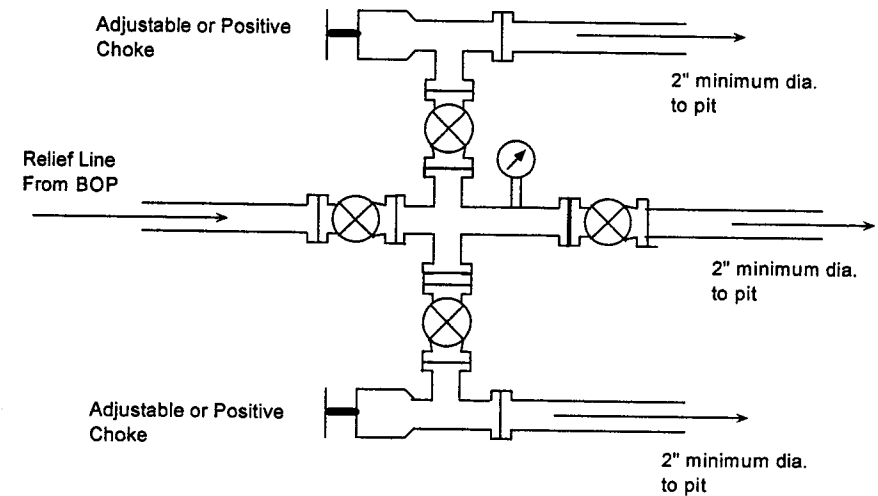 Adjustable or Positive
Choke
2" minimum dia.
to pit
Relief Line
From BOP
2" minimum dia.
to pit
Adjustable or Positive
Choke
2" minimum dia.
to pit